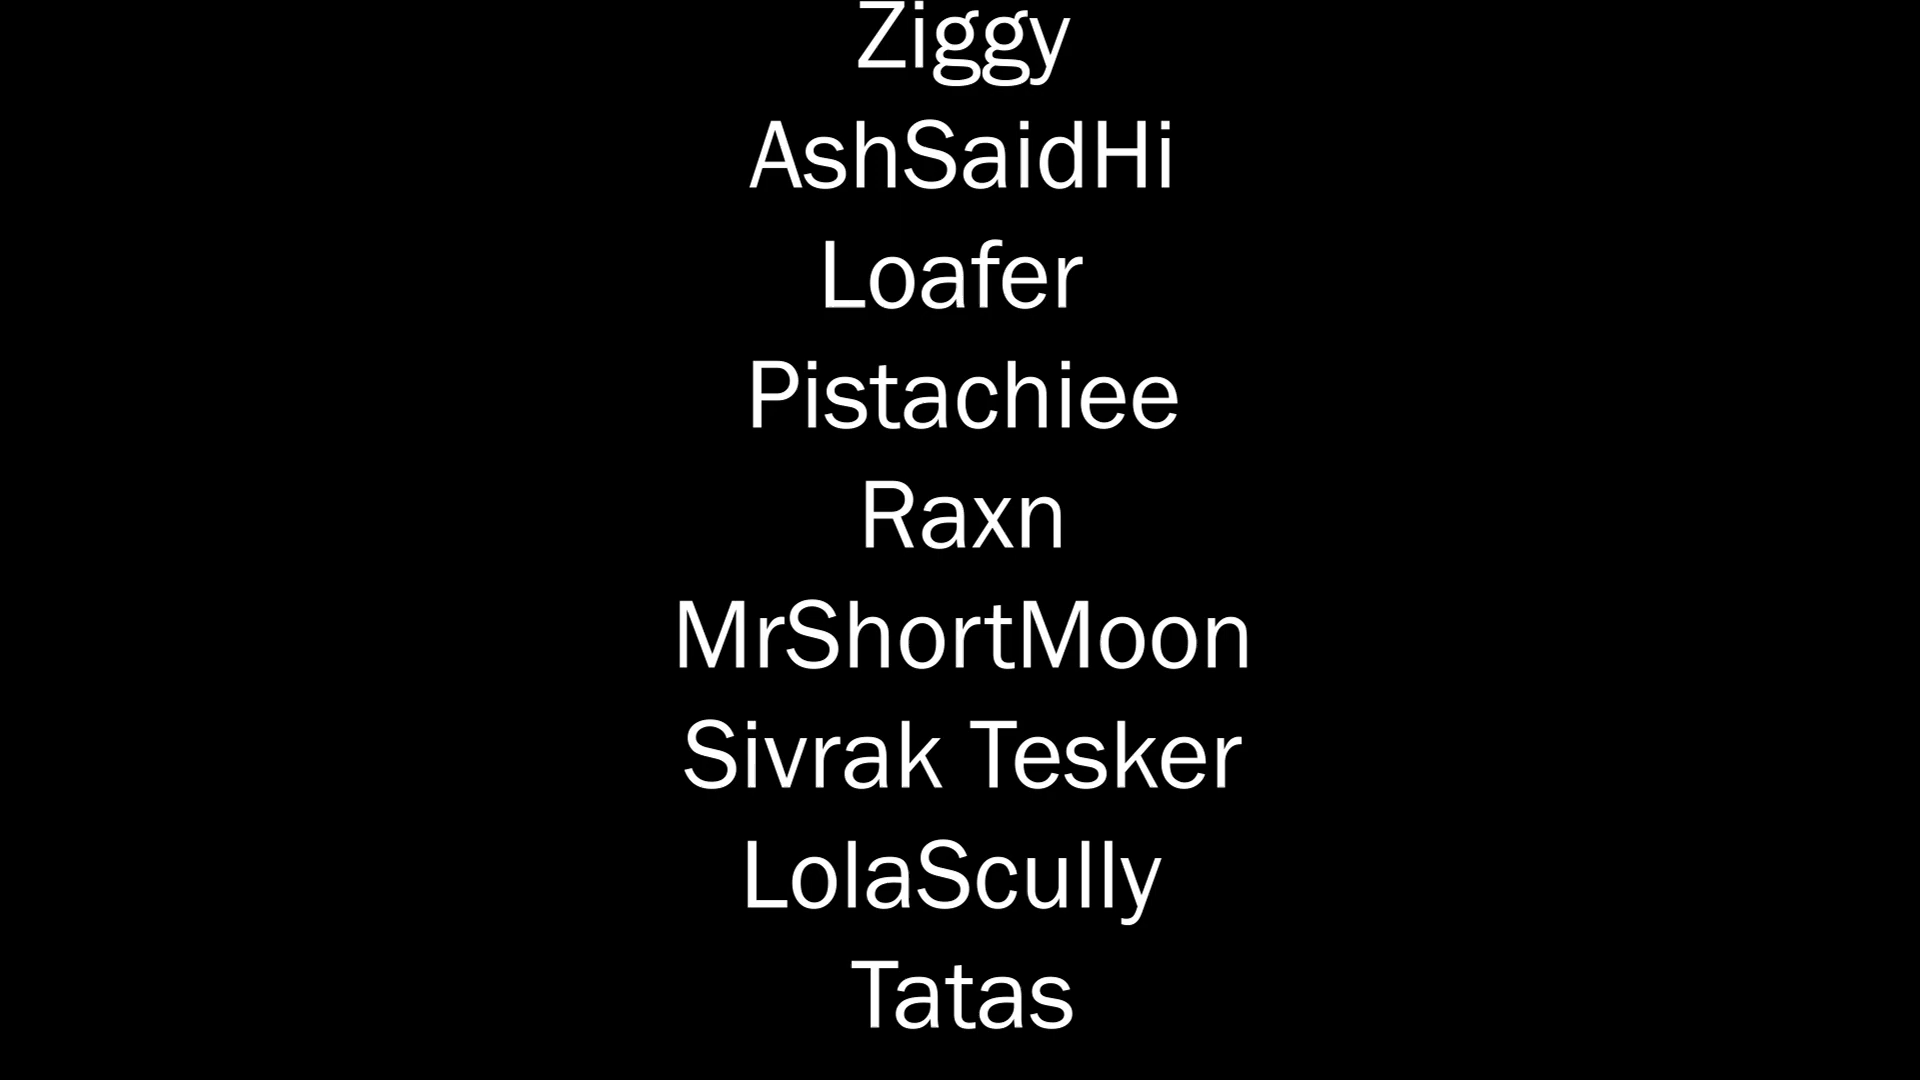 Ziggy
AshSaidHi
Loafer
Pistachiee
Raxn
MrShortMoon
Sivrak Tesker
LolaScully
Tatas